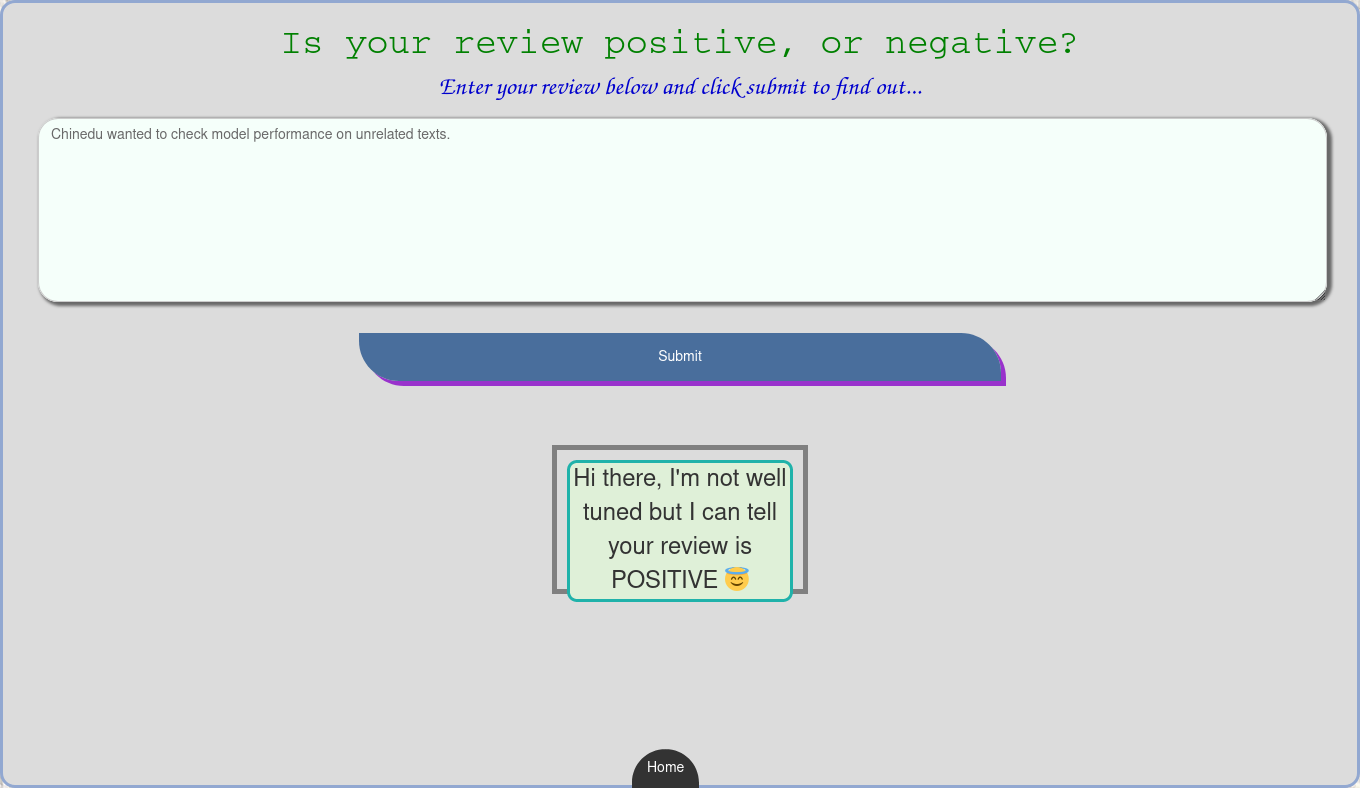 Is your review positive, or negative?
Enter your review below and click submit to find out...
Chinedu wanted to check model performance on unrelated texts.
Submit
Hi there, I'm not well
tuned but I can tell
your review is
POSITIVE 😇
Home